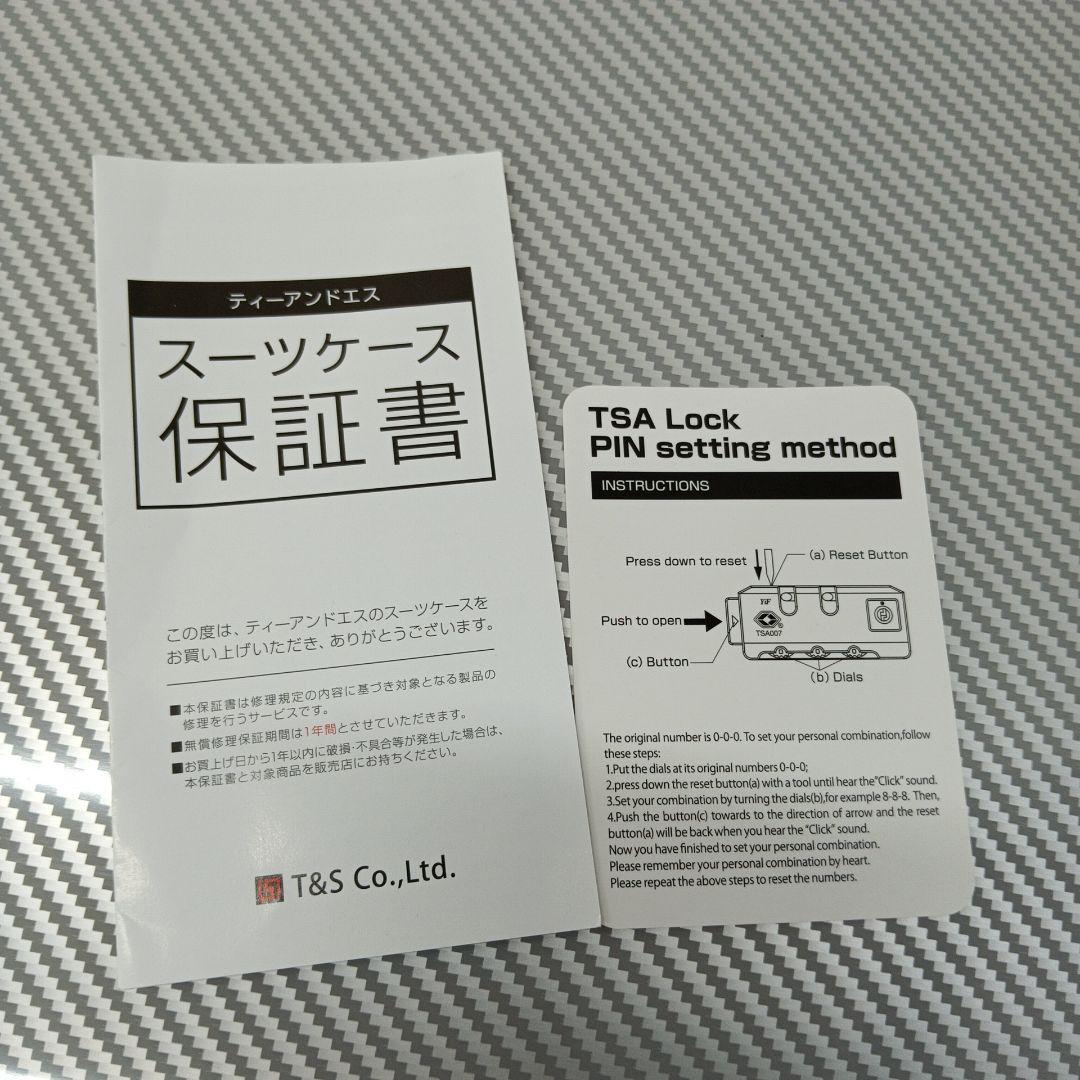 ティーアンドエス
スーツケース
保証書
この度は、ティーアンドエスのスーツケースを
お買い上げいただき、ありがとうございます。
■本保証書は修理規定の内容に基づき対象となる製品の
修理を行うサービスです。
■無償修理保証期間は1年間とさせていただきます。
■お買上げ日から1年以内に破損・不具合等が発生した場合は、
本保証書と対象商品を販売店にお持ちください。
T&S Co.,Ltd.
TSA Lock
PIN setting method
INSTRUCTIONS
Press down to reset
(a) Reset Button
Push to open
TSA007
(c) Button
(b) Dials
The original number is 0-0-0. To set your personal combination,follow
these steps:
1.Put the dials at its original numbers 0-0-0;
2.press down the reset button(a) with a tool until hear the"Click" sound.
3.Set your combination by turning the dials(b),for example 8-8-8. Then,
4.Push the button(c) towards to the direction of arrow and the reset
button(a) will be back when you hear the "Click" sound.
Now you have finished to set your personal combination.
Please remember your personal combination by heart.
Please repeat the above steps to reset the numbers.